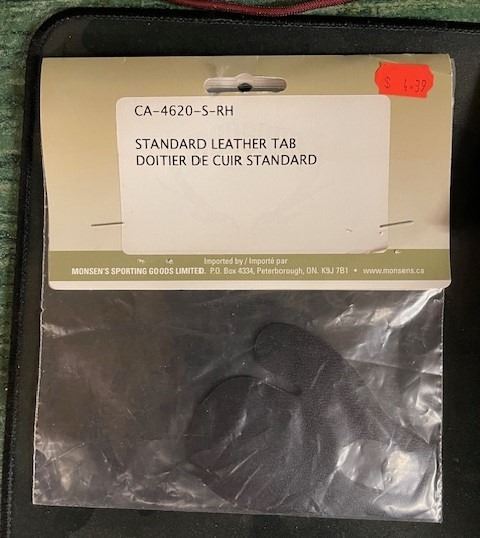 $ 4.39
CA-4620-S-RH
STANDARD LEATHER TAB
DOITIER DE CUIR STANDARD
Imported by / Importé par
MONSEN'S SPORTING GOODS LIMITED. P.O. Box 4334, Peterborough, ON. K9J 7B1 • www.monsens.ca